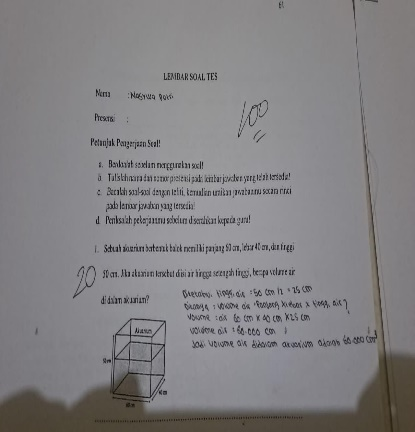 LEMBAR SOAL TES
Nama :
Presensi :
100
Petunjuk Pengerjaan Soal!
a. Berdoalah sebelum menggunakan soal!
b. Tulislah nama dan nomor presensi pada lembar jawaban yang telah tersedia!
c. Bacalah soal-soal dengan teliti, kemudian uraikan jawabanmu secara rinci
pada lembar jawaban yang tersedia!
d. Periksalah pekerjaanmu sebelum diserahkan kepada guru!
1. Sebuah akuarium berbentuk balok memiliki panjang 60 cm, lebar 40 cm, dan tinggi
20
50 cm. Jika akuarium tersebut diisi air hingga setengah tinggi, berapa volume air
di dalam akuarium?
Diketahui tinggi air = 50 cm / 2 = 25 cm
Ditanya : volume air = Panjang x lebar x tinggi air?
Volume : air 60 cm x 40 cm x 25 cm
volume air : 60.000 cm
Jadi volume air didalam akuarium adalah 60.000 cm³
Akuarium
50 cm
40 cm
60 cm